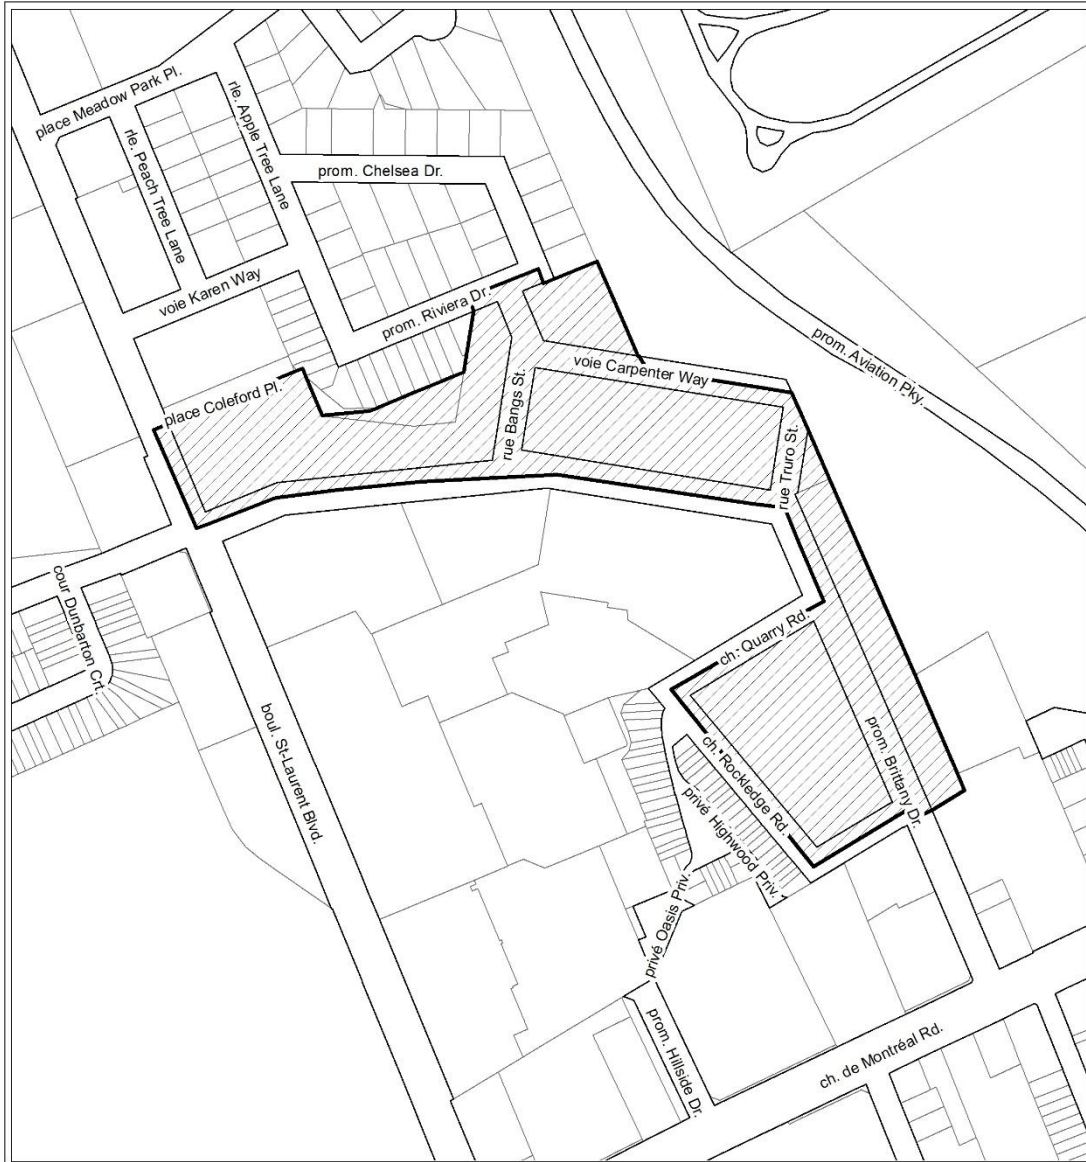 place Meadow Park Pl.
rle. Apple Tree Lane
rle. Peach Tree Lane
prom. Chelsea Dr.
voie Karen Way
prom. Riviera Dr.
prom. Aviation Pky.
voie Carpenter Way
place Coleford Pl.
rue Bangs St.
rue Truro St.
cour Dunbarton Crt.
ch. Quarry Rd.
boul. St-Laurent Blvd.
ch. Rockledge Rd.
prom. Brittany Dr.
privé Highwood Priv.
privé Oasis Priv.
prom. Hillside Dr.
ch. de Montréal Rd.